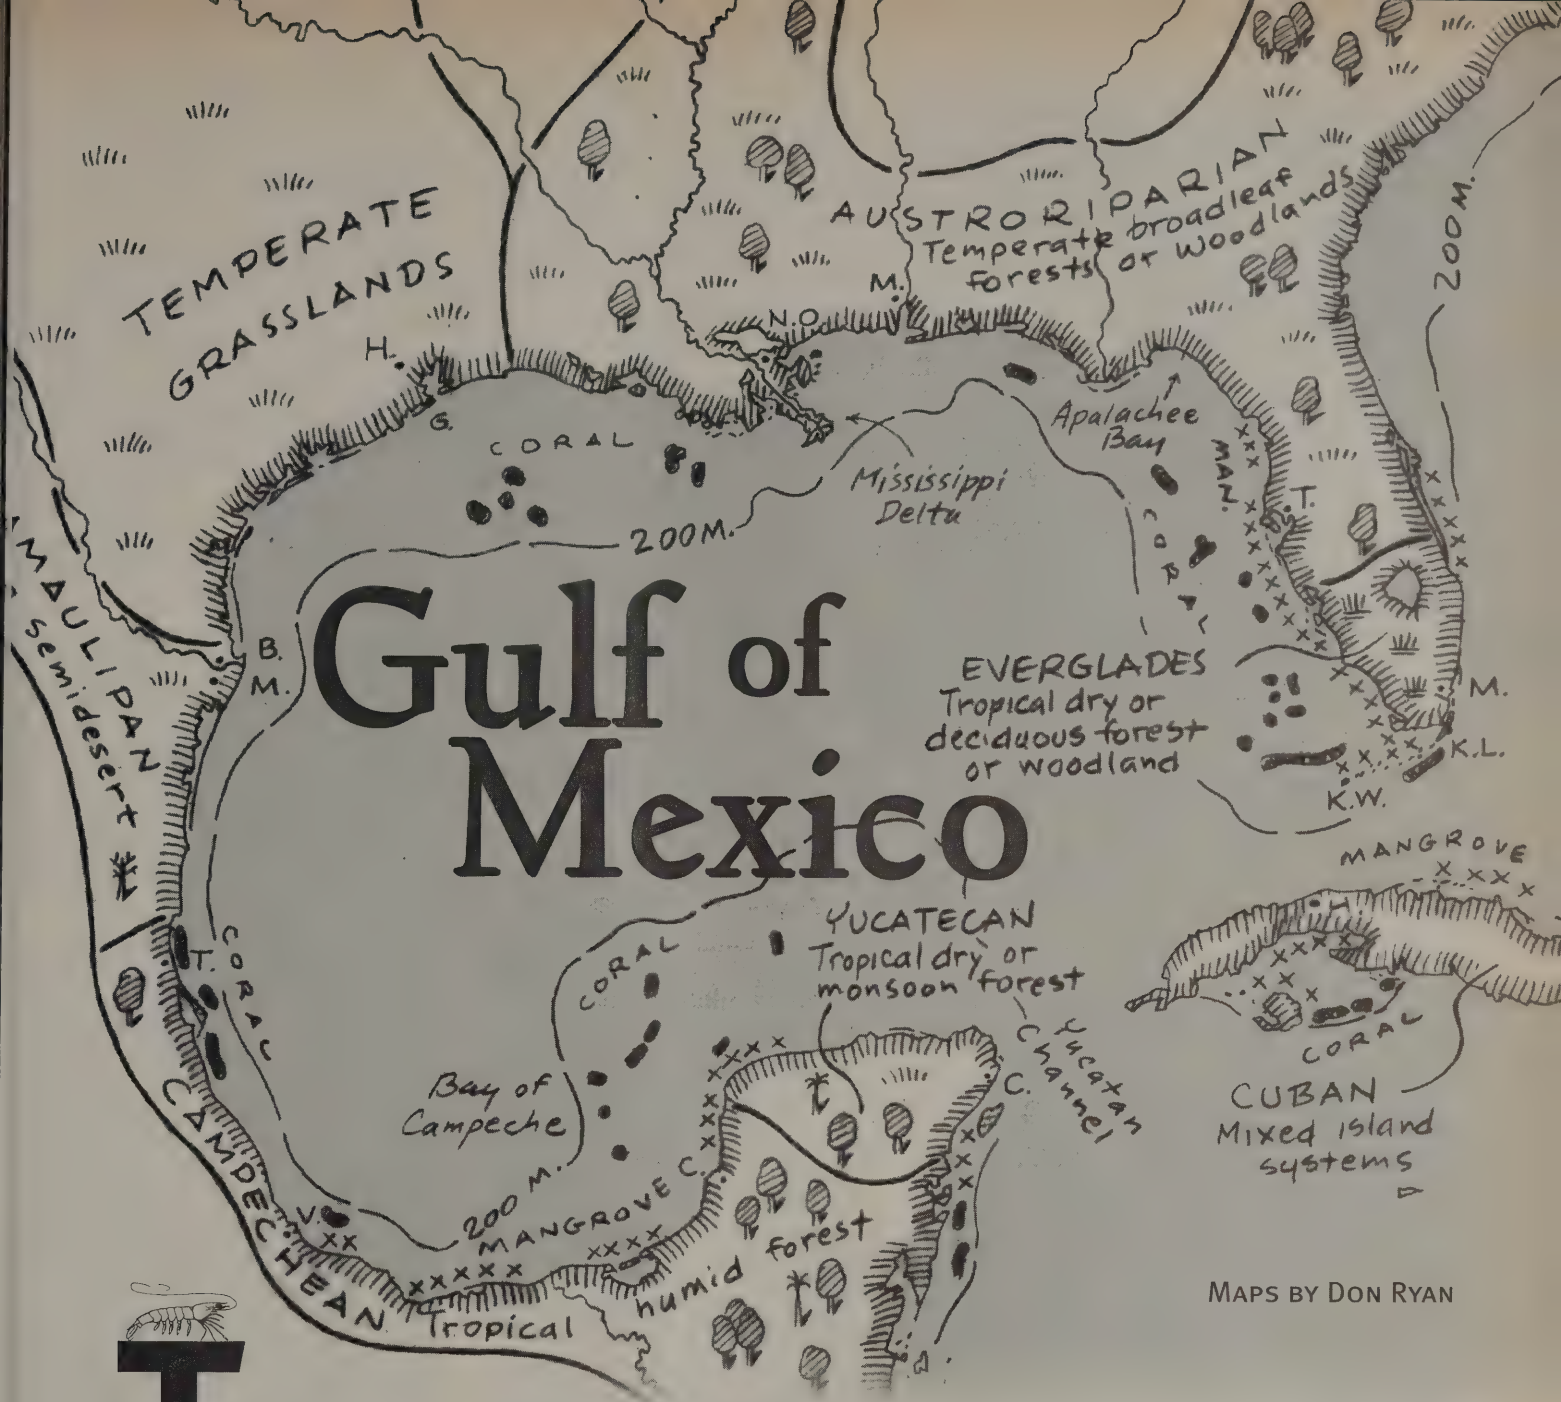 TEMPERATE
GRASSLANDS
AUSTRORIPARIAN
Temperate broadleaf
forests or woodlands
200M.
M.
N.O.
H.
G.
CORAL
Apalachee
Bay
Mississippi
Delta
MAN.
T.
CORAL
200M.
MAULIPAN
semidesert
B.
M.
Gulf of
Mexico
EVERGLADES
Tropical dry or
deciduous forest
or woodland
M.
K.L.
K.W.
MANGROVE
H
CORAL
CUBAN
Mixed island
systems
YUCATECAN
Tropical dry or
monsoon forest
Yucatan
Channel
C.
CORAL
Bay of
Campeche
200 M.
MANGROVE
C.
T.
CORAL
V.
CAMPECHEAN
Tropical
humid forest
MAPS BY DON RYAN
T